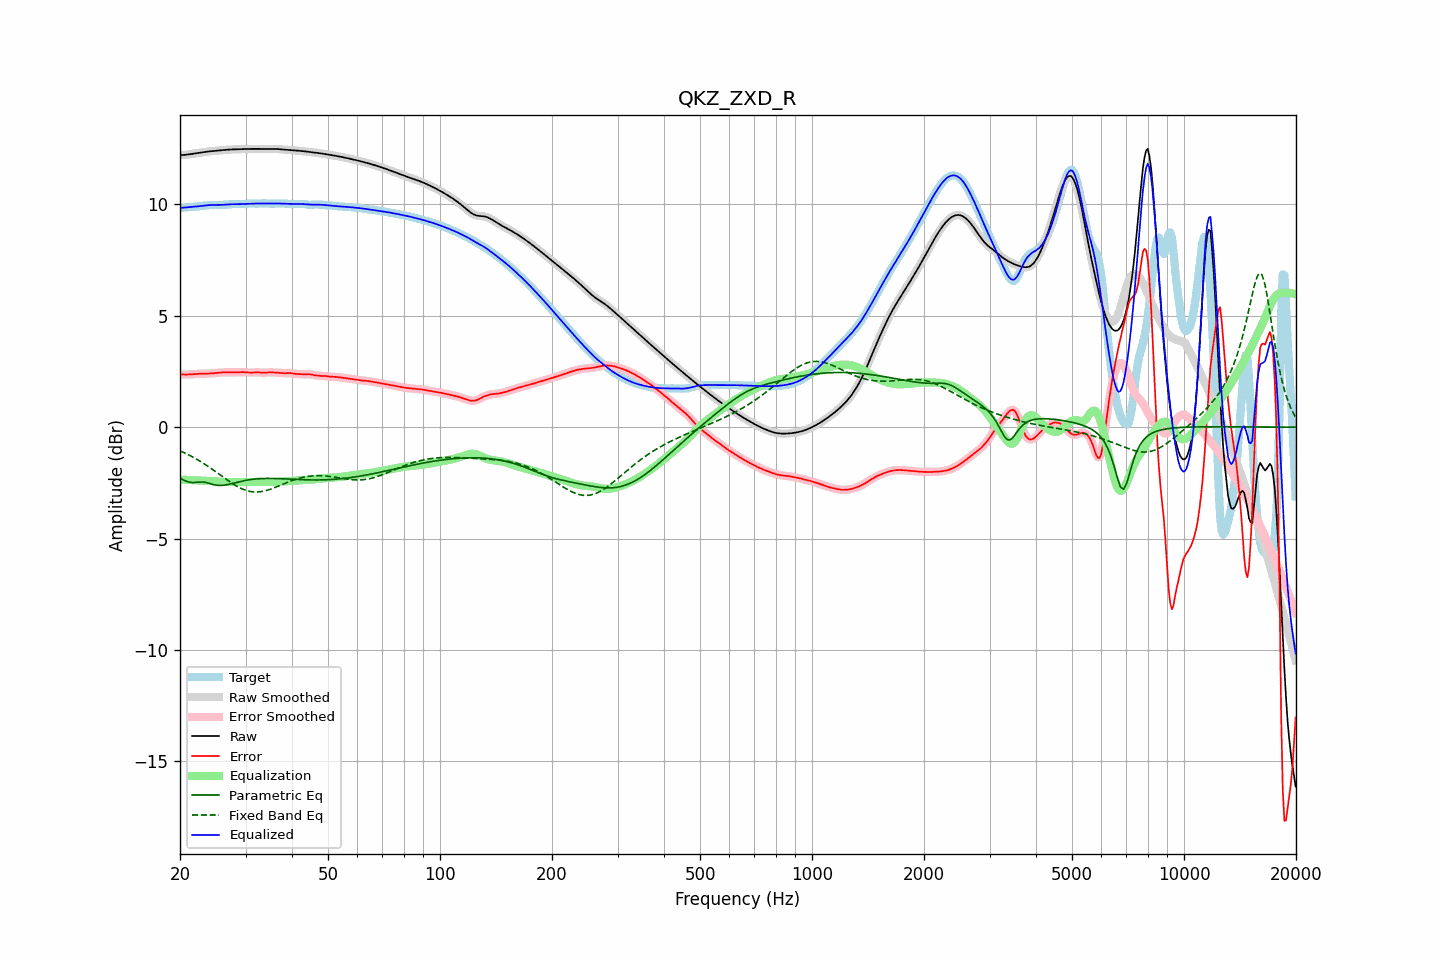 QKZ_ZXD_R
Amplitude (dBr)
10
5
0
−5
−10
−15
Target
Raw Smoothed
Error Smoothed
Raw
Error
Equalization
Parametric Eq
Fixed Band Eq
Equalized
20 50 100 200 500 1000 2000 5000 10000 20000
Frequency (Hz)